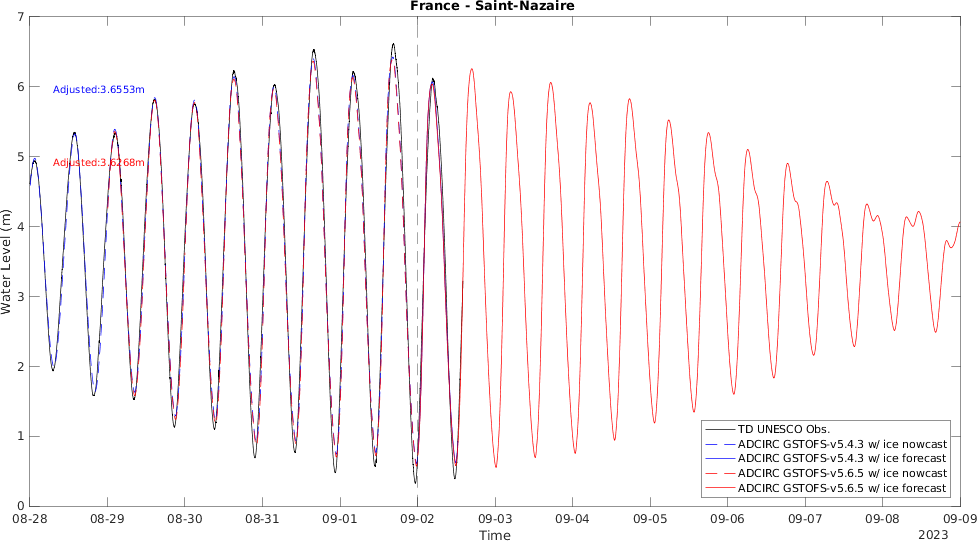 France - Saint-Nazaire
7
6
5
4
3
2
1
0
Water Level (m)
Adjusted:3.6553m
Adjusted:3.6268m
TD UNESCO Obs.
ADCIRC GSTOFS-v5.4.3 w/ ice nowcast
ADCIRC GSTOFS-v5.4.3 w/ ice forecast
ADCIRC GSTOFS-v5.6.5 w/ ice nowcast
ADCIRC GSTOFS-v5.6.5 w/ ice forecast
08-28 08-29 08-30 08-31 09-01 09-02 09-03 09-04 09-05 09-06 09-07 09-08 09-09
Time
2023